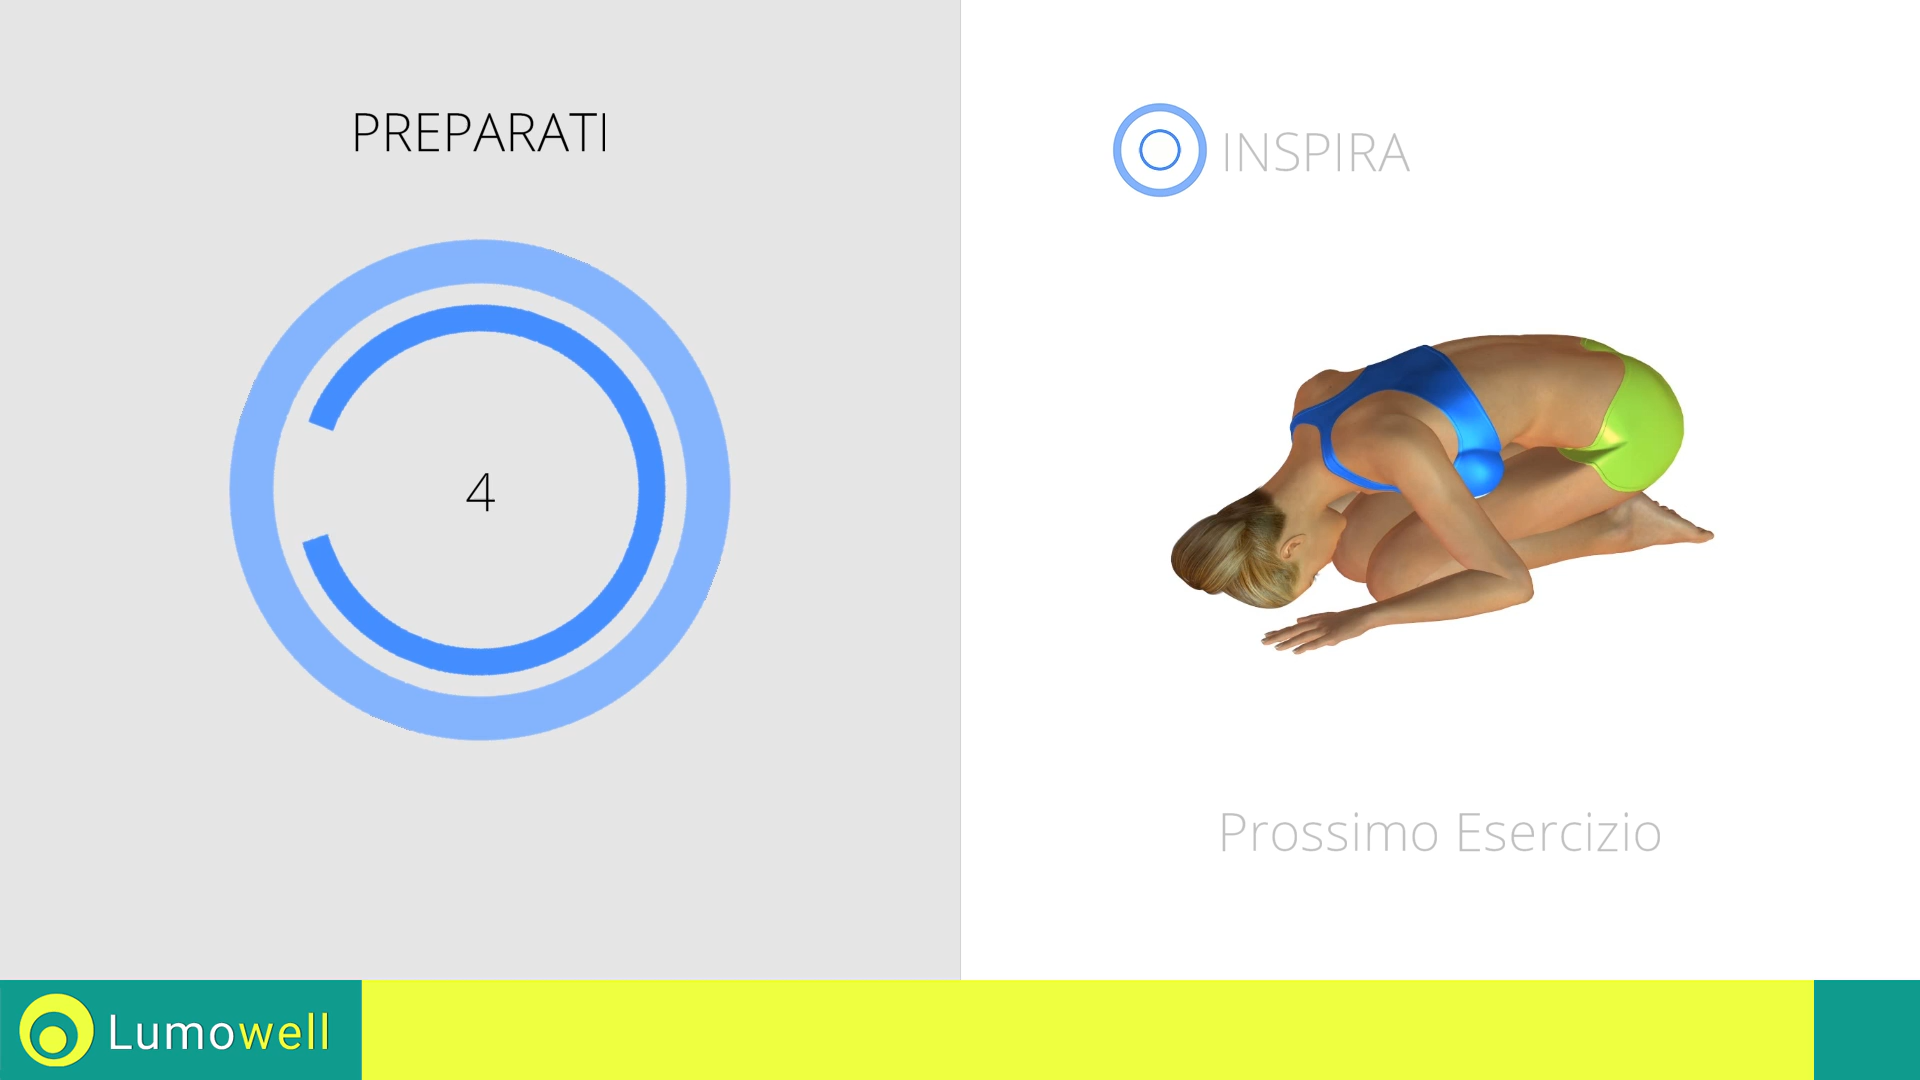 PREPARATI
4
INSPIRA
Prossimo Esercizio
Lumowell